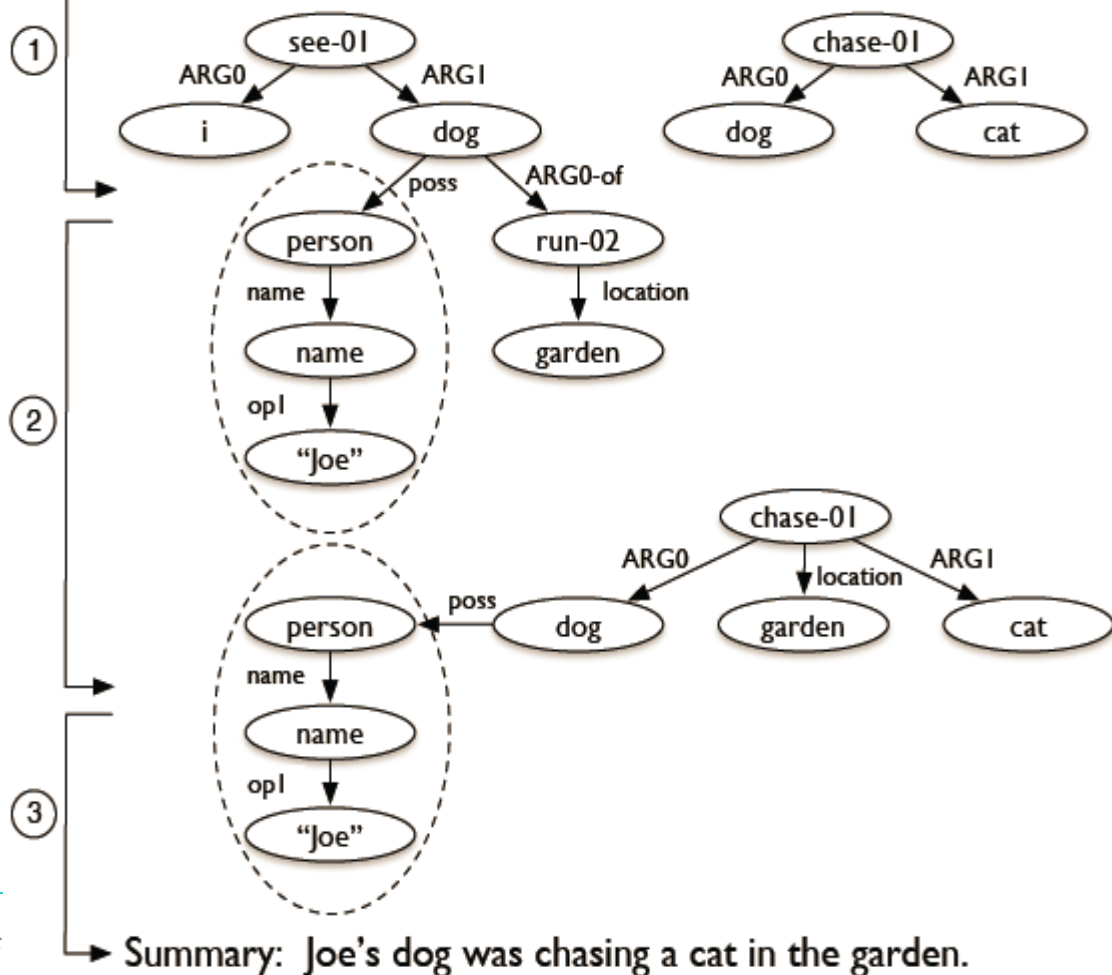 1
see-01
chase-01
ARG0
ARG1
ARG0
ARG1
i
dog
dog
cat
poss
ARG0-of
person
run-02
name
location
name
garden
2
op1
"Joe"
chase-01
ARG0
location
ARG1
person
poss
dog
garden
cat
name
name
op1
3
"Joe"
Summary: Joe's dog was chasing a cat in the garden.